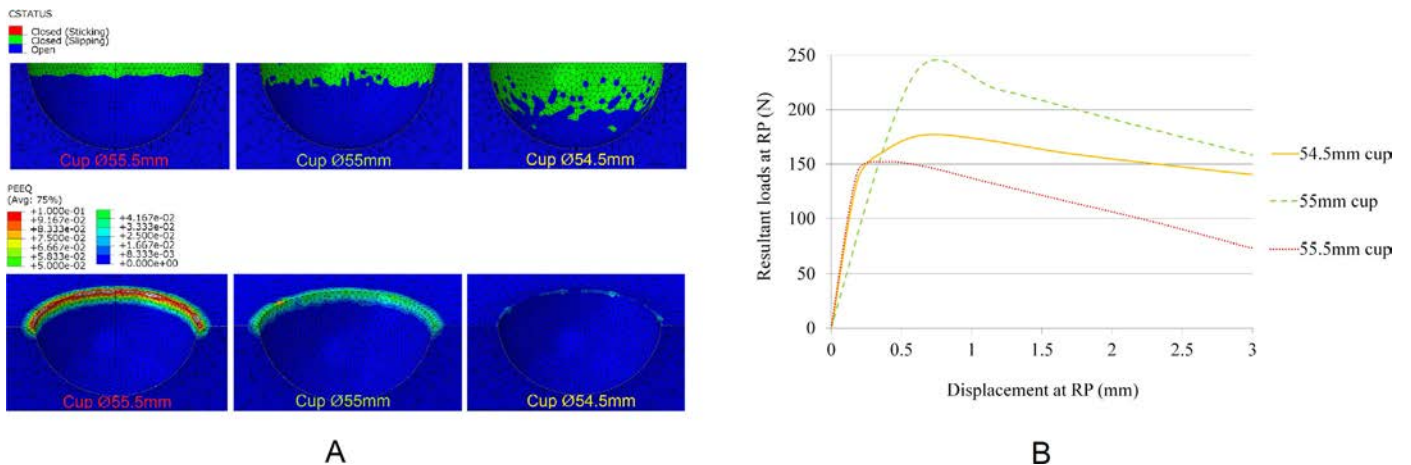 CSTATUS
Closed (Sticking)
Closed (Slipping)
Open
Cup Ø55.5mm
Cup Ø55mm
Cup Ø54.5mm
PEEQ
(Avg: 75%)
+1.000e-01
+9.167e-02
+8.333e-02
+7.500e-02
+6.667e-02
+5.833e-02
+5.000e-02
+4.167e-02
+3.333e-02
+2.500e-02
+1.667e-02
+8.333e-03
+0.000e+00
Cup Ø55.5mm
Cup Ø55mm
Cup Ø54.5mm
A
Resultant loads at RP (N)
250
200
150
100
50
0
0
0.5
1
1.5
2
2.5
3
Displacement at RP (mm)
54.5mm cup
55mm cup
55.5mm cup
B